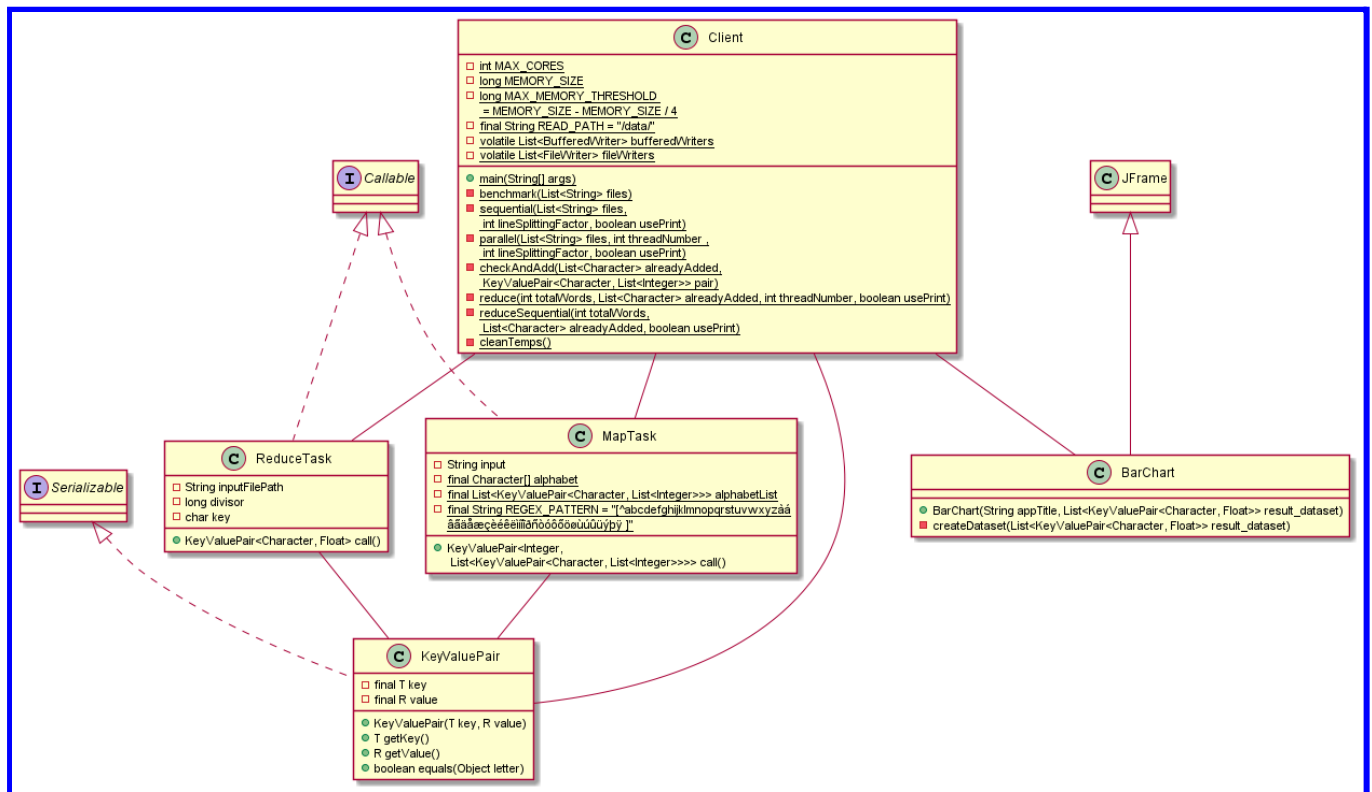 C Client
int MAX_CORES
long MEMORY_SIZE
long MAX_MEMORY_THRESHOLD
= MEMORY_SIZE - MEMORY_SIZE / 4
final String READ_PATH = "/data/"
volatile List<BufferedWriter> bufferedWriters
volatile List<FileWriter> fileWriters
main(String[] args)
benchmark(List<String> files)
sequential(List<String> files,
int lineSplittingFactor, boolean usePrint)
parallel(List<String> files, int threadNumber ,
int lineSplittingFactor, boolean usePrint)
checkAndAdd(List<Character> alreadyAdded,
KeyValuePair<Character, List<Integer>> pair)
reduce(int totalWords, List<Character> alreadyAdded, int threadNumber, boolean usePrint)
reduceSequential(int totalWords,
List<Character> alreadyAdded, boolean usePrint)
cleanTemps()
I Callable
C JFrame
C ReduceTask
String inputFilePath
long divisor
char key
KeyValuePair<Character, Float> call()
C MapTask
String input
final Character[] alphabet
final List<KeyValuePair<Character, List<Integer>>> alphabetList
final String REGEX_PATTERN = "[^abcdefghijklmnopqrstuvwxyzàá
âãäåæçèéêëìíîïðñòóôõöøùúûüýþÿ ]"
KeyValuePair<Integer,
List<KeyValuePair<Character, List<Integer>>>> call()
C BarChart
BarChart(String appTitle, List<KeyValuePair<Character, Float>> result_dataset)
createDataset(List<KeyValuePair<Character, Float>> result_dataset)
I Serializable
C KeyValuePair
final T key
final R value
KeyValuePair(T key, R value)
T getKey()
R getValue()
boolean equals(Object letter)